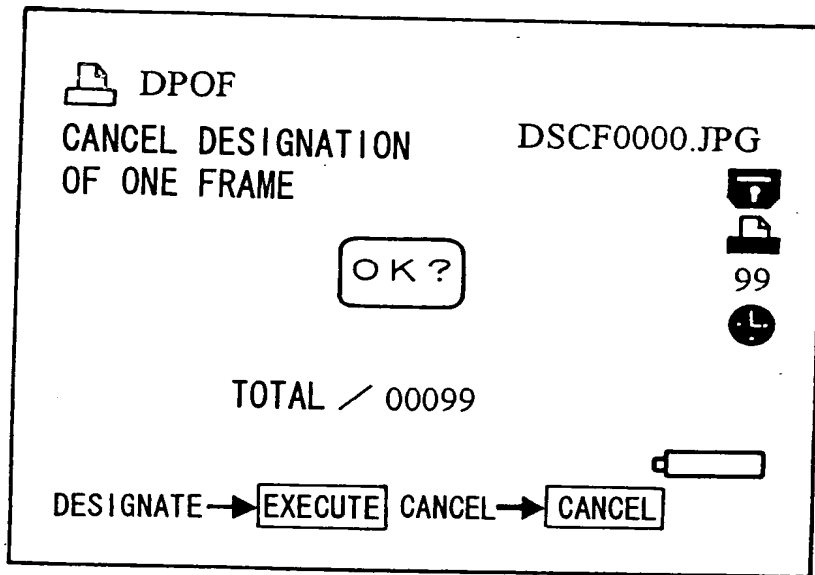 DPOF
CANCEL DESIGNATION DSCF0000.JPG
OF ONE FRAME
OK?
99
TOTAL / 00099
DESIGNATE→EXECUTE CANCEL→CANCEL